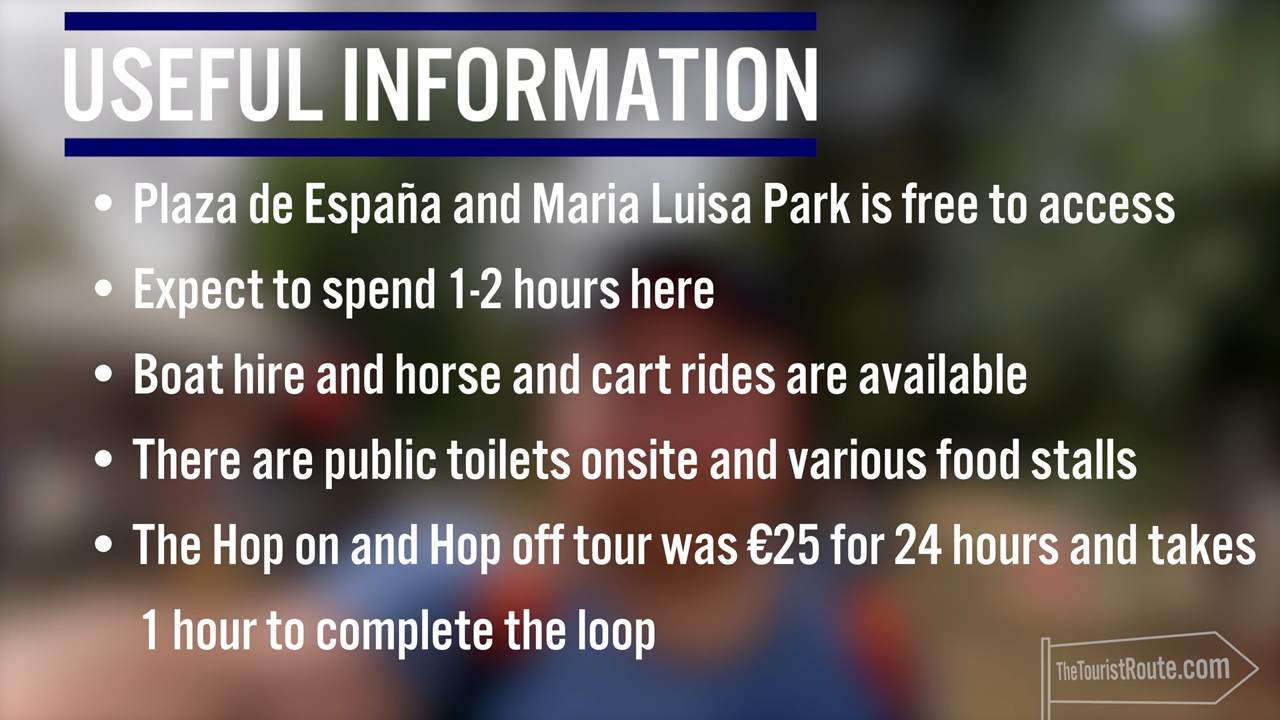 USEFUL INFORMATION
• Plaza de España and Maria Luisa Park is free to access
• Expect to spend 1-2 hours here
• Boat hire and horse and cart rides are available
• There are public toilets onsite and various food stalls
• The Hop on and Hop off tour was €25 for 24 hours and takes
1 hour to complete the loop
TheTouristRoute.com